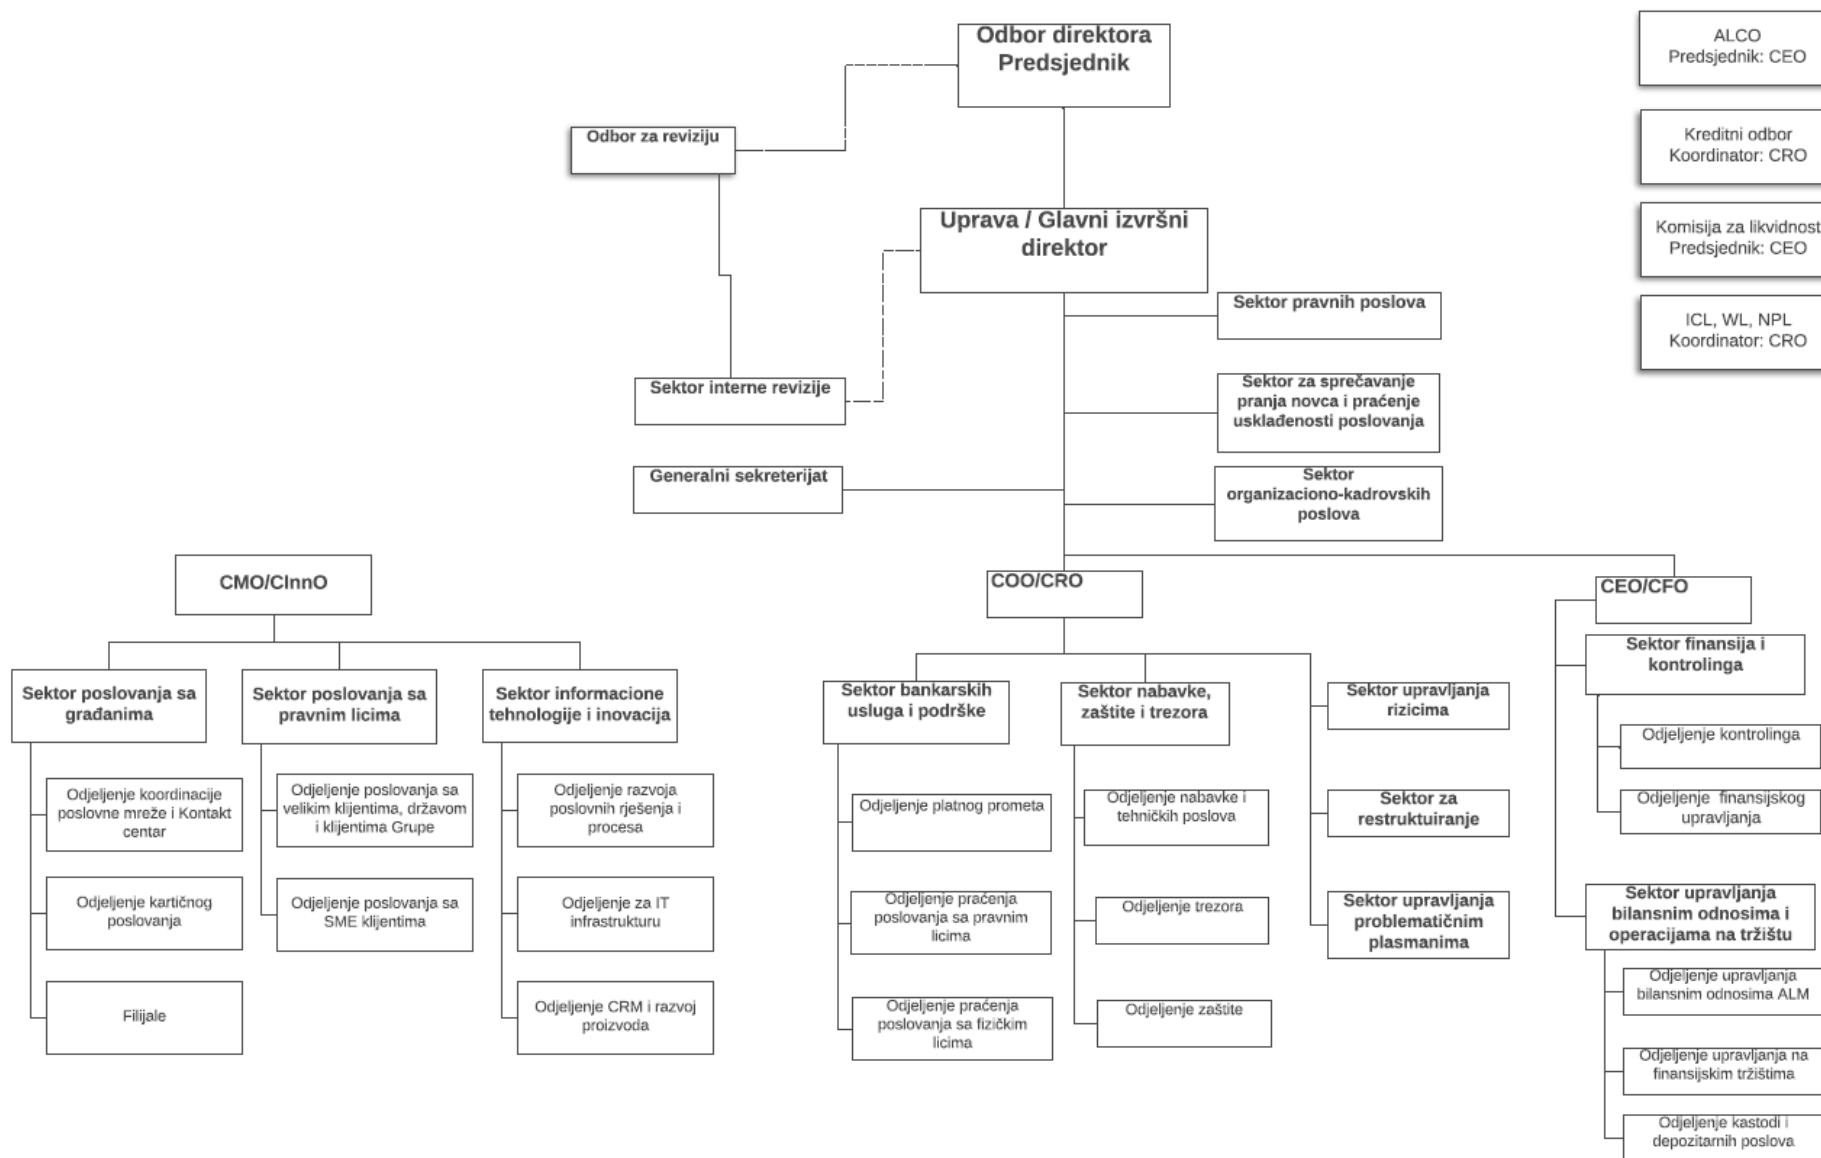 Odbor direktora
Predsjednik
ALCO
Predsjednik: CEO
Odbor za reviziju
Kreditni odbor
Koordinator: CRO
Uprava / Glavni izvršni
direktor
Komisija za likvidnost
Predsjednik: CEO
Sektor pravnih poslova
ICL, WL, NPL
Koordinator: CRO
Sektor interne revizije
Sektor za sprečavanje
pranja novca i praćenje
usklađenosti poslovanja
Generalni sekreterijat
Sektor
organizaciono-kadrovskih
poslova
CMO/CInnO
COO/CRO
CEO/CFO
Sektor poslovanja sa
građanima
Sektor poslovanja sa
pravnim licima
Sektor informacione
tehnologije i inovacija
Sektor bankarskih
usluga i podrške
Sektor nabavke,
zaštite i trezora
Sektor upravljanja
rizicima
Sektor finansija i
kontrolinga
Odjeljenje koordinacije
poslovne mreže i Kontakt
centar
Odjeljenje poslovanja sa
velikim klijentima, državom
i klijentima Grupe
Odjeljenje razvoja
poslovnih rješenja i
procesa
Odjeljenje platnog prometa
Odjeljenje nabavke i
tehničkih poslova
Sektor za
restruktuiranje
Odjeljenje kontrolinga
Odjeljenje finansijskog
upravljanja
Odjeljenje kartičnog
poslovanja
Odjeljenje poslovanja sa
SME klijentima
Odjeljenje za IT
infrastrukturu
Odjeljenje praćenja
poslovanja sa pravnim
licima
Odjeljenje trezora
Sektor upravljanja
problematičnim
plasmanima
Sektor upravljanja
bilansnim odnosima i
operacijama na tržištu
Filijale
Odjeljenje CRM i razvoj
proizvoda
Odjeljenje praćenja
poslovanja sa fizičkim
licima
Odjeljenje zaštite
Odjeljenje upravljanja
bilansnim odnosima ALM
Odjeljenje upravljanja na
finansijskim tržištima
Odjeljenje kastodi i
depozitarnih poslova